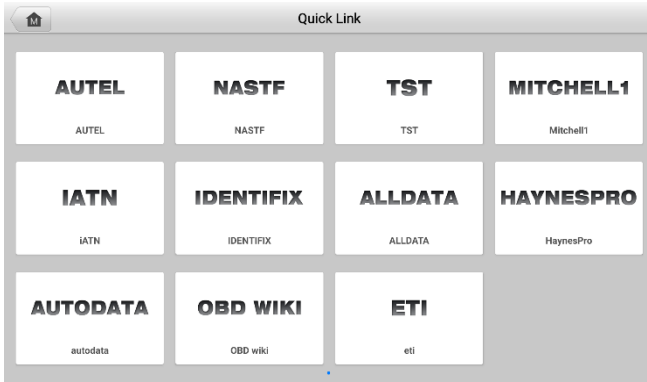 M
Quick Link
AUTEL NASTF TST MITCHELL1
AUTEL NASTF TST Mitchell1
IATN IDENTIFIX ALLDATA HAYNESPRO
iATN IDENTIFIX ALLDATA HaynesPro
AUTODATA OBD WIKI ETI
autodata OBD wiki eti